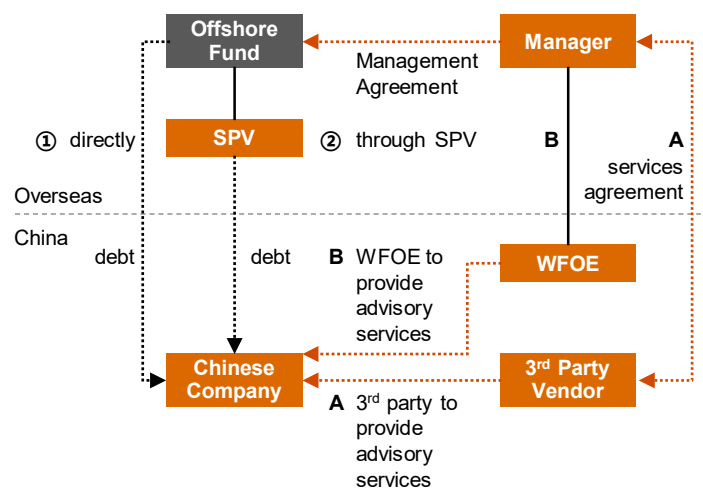 Offshore
Fund
Manager
Management
Agreement
SPV
① directly
② through SPV
B
A
services
agreement
Overseas
China
debt
debt
B WFOE to
provide
advisory
services
WFOE
Chinese
Company
3rd Party
Vendor
A 3rd party to
provide
advisory
services